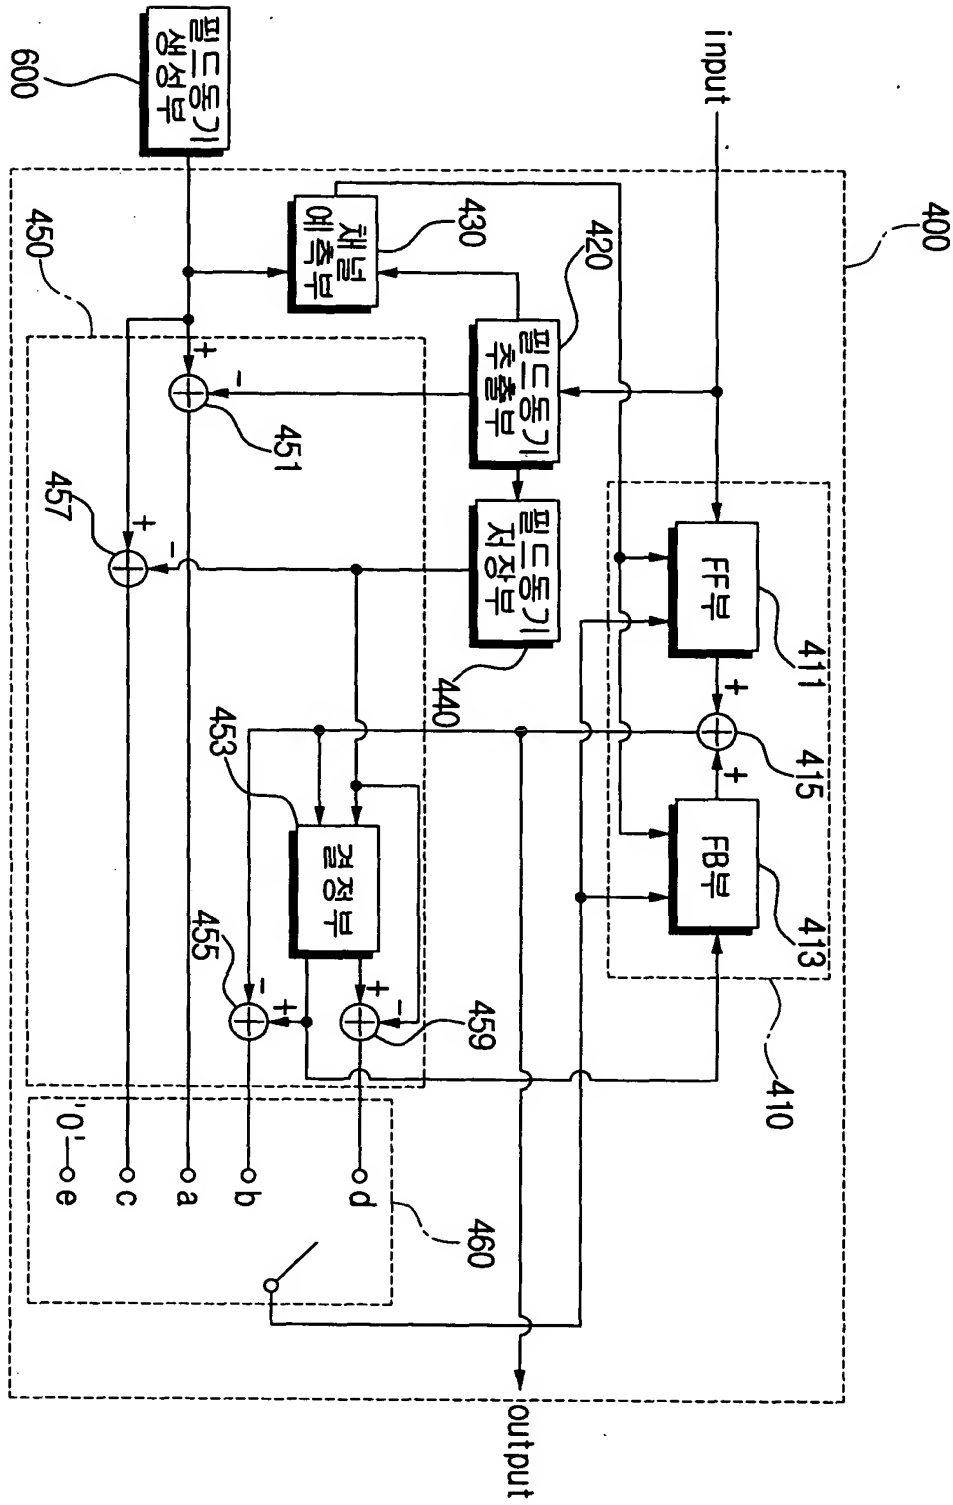 400
input
411
FF부
+
415
+
FB부
413
410
420
필드동기
추출부
필드동기
저장부
440
430
채널
예측부
600
필드동기
생성부
450
+
-
451
457
+
-
453
결정부
+
-
459
455
-
+
460
d
b
a
c
'0'
e
output